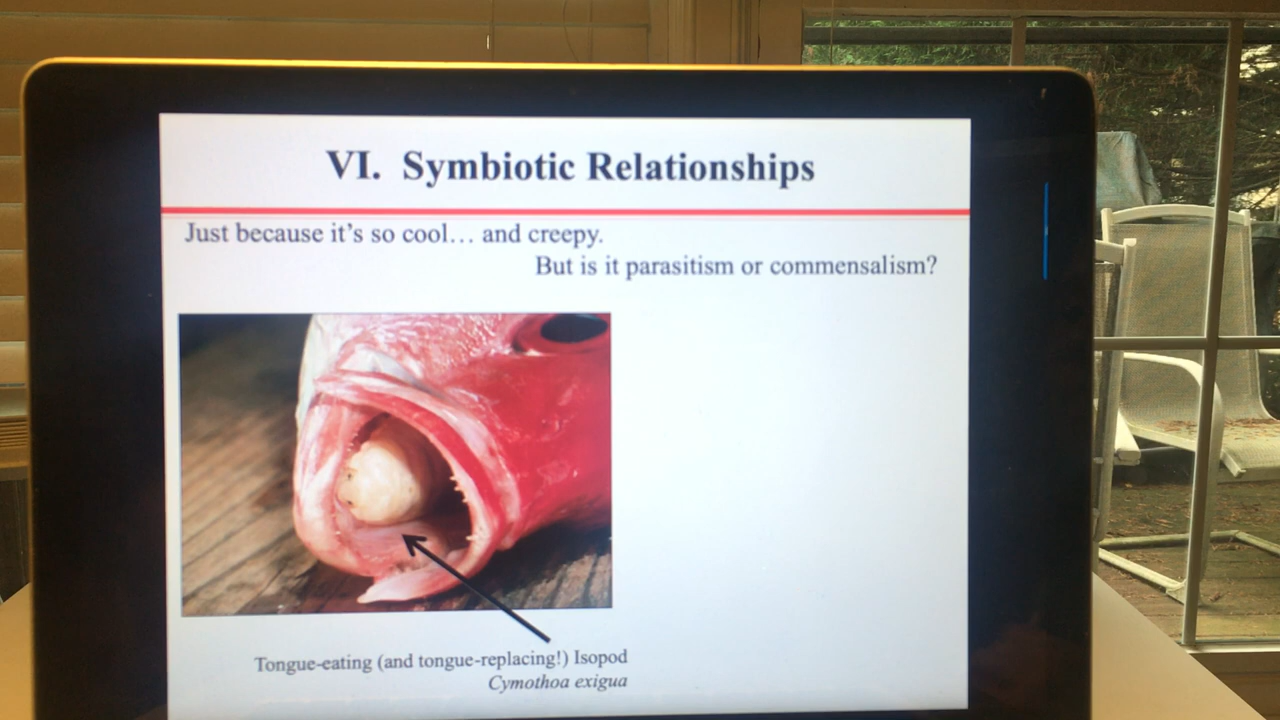 VI. Symbiotic Relationships
Just because it's so cool… and creepy.
But is it parasitism or commensalism?
Tongue-eating (and tongue-replacing!) Isopod
Cymothoa exigua